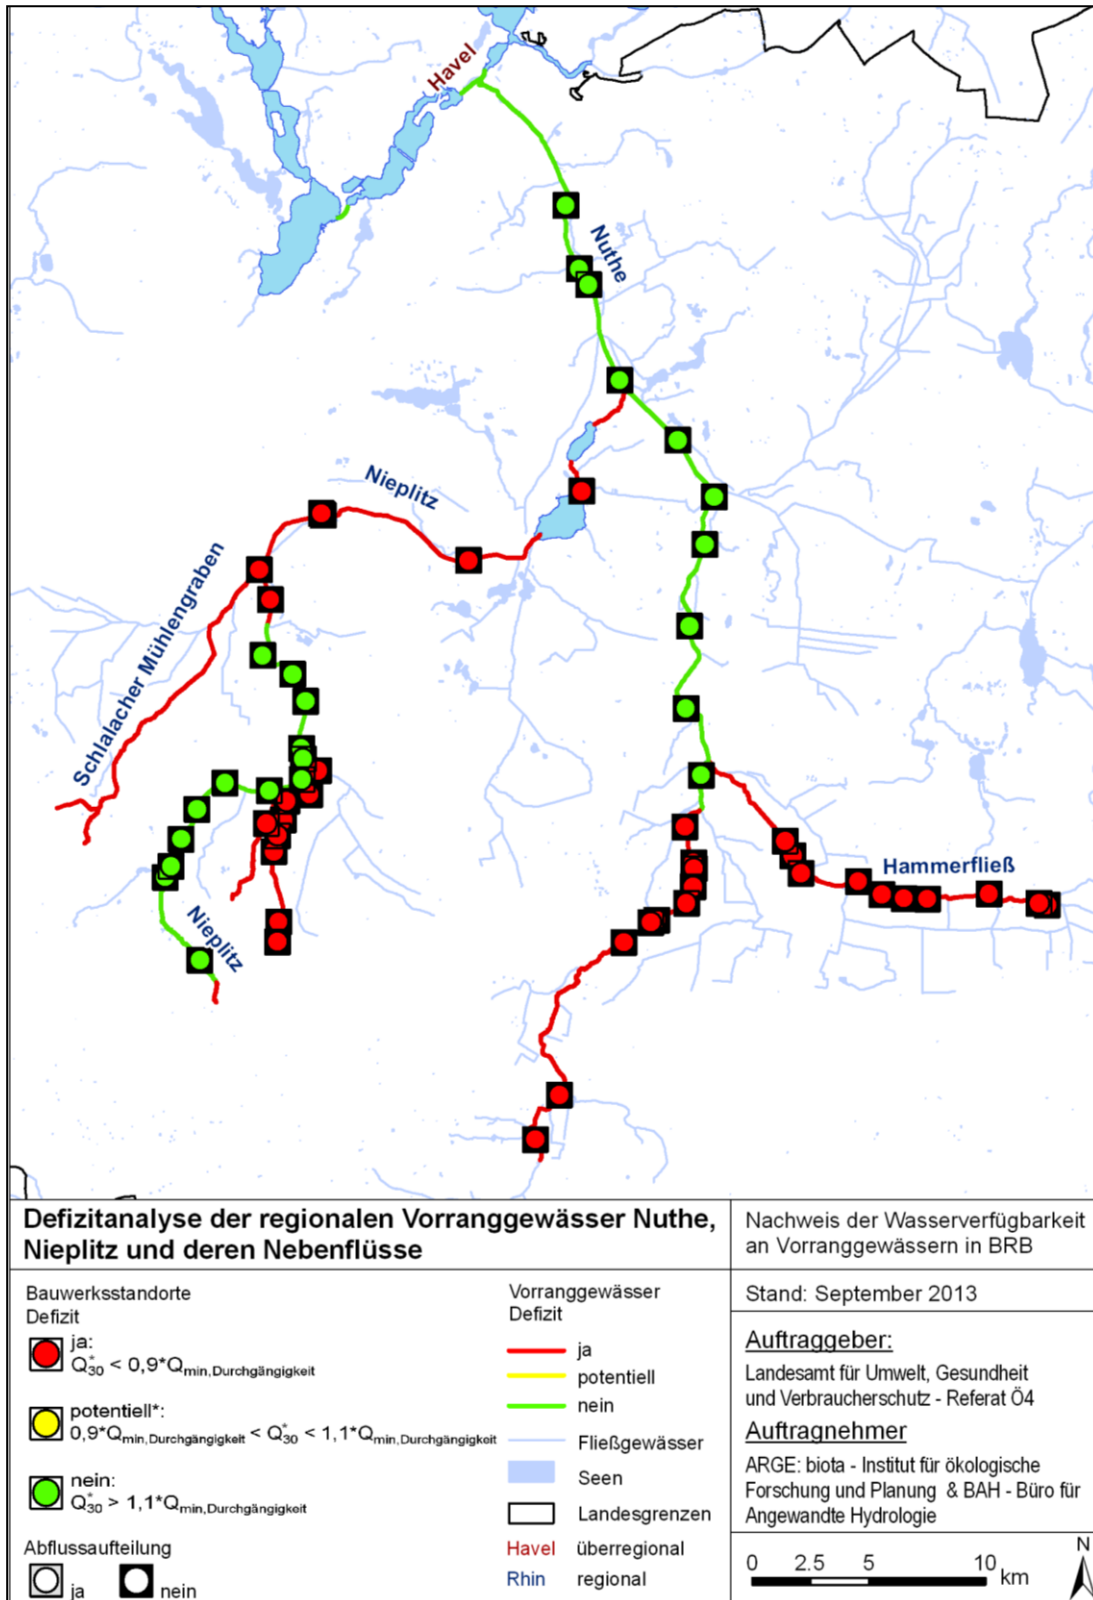 Havel
Nuthe
Nieplitz
Schlalacher Mühlengraben
Hammerfließ
Nieplitz
Defizitanalyse der regionalen Vorranggewässer Nuthe,
Nieplitz und deren Nebenflüsse
Nachweis der Wasserverfügbarkeit
an Vorranggewässern in BRB
Bauwerksstandorte
Defizit
ja:
Q*30 < 0,9*Qmin,Durchgängigkeit
potentiell*:
0,9*Qmin,Durchgängigkeit < Q*30 < 1,1*Qmin,Durchgängigkeit
nein:
Q*30 > 1,1*Qmin,Durchgängigkeit
Abflussaufteilung
ja nein
Vorranggewässer
Defizit
ja
potentiell
nein
Fließgewässer
Seen
Landesgrenzen
Havel überregional
Rhin regional
Stand: September 2013
Auftraggeber:
Landesamt für Umwelt, Gesundheit
und Verbraucherschutz - Referat Ö4
Auftragnehmer
ARGE: biota - Institut für ökologische
Forschung und Planung & BAH - Büro für
Angewandte Hydrologie
0 2.5 5 10 km
N